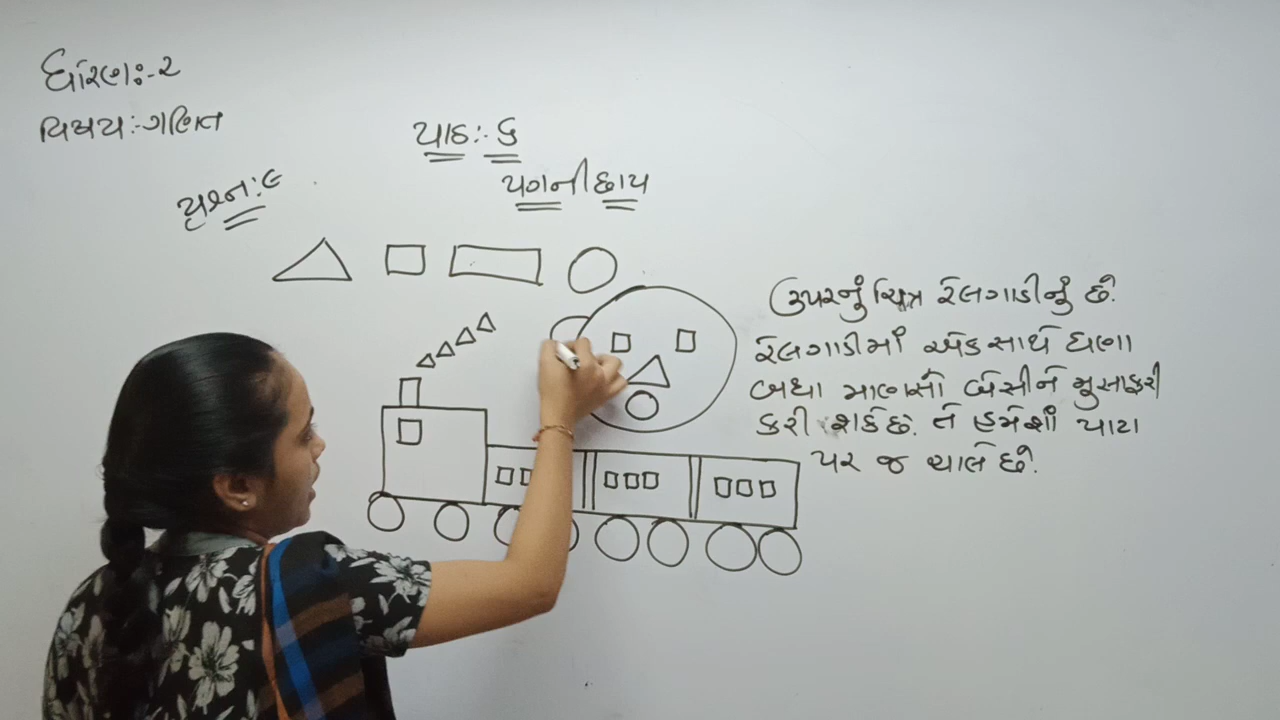 ધોરણઃ-૨
વિષયઃ-ગણિત
પાઠઃ- ૬
પગની છાપ
પ્રશ્નઃ૯
ઉપરનું ચિત્ર રેલગાડીનું છે.
રેલગાડીમાં એક સાથે ઘણા
બધા માણસો બેસીને મુસાફરી
કરી શકે છે. તે હંમેશાં પાટા
પર જ ચાલે છે.